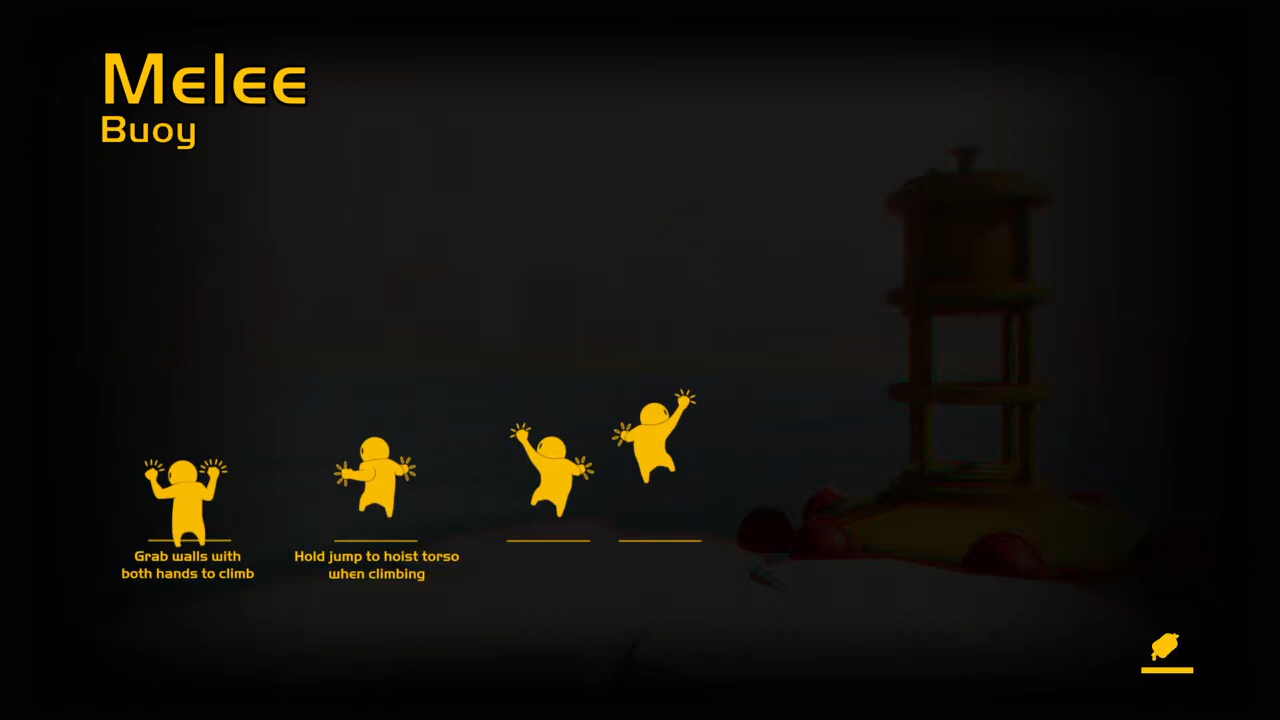 Melee
Buoy
Grab walls with
both hands to climb
Hold jump to hoist torso
when climbing